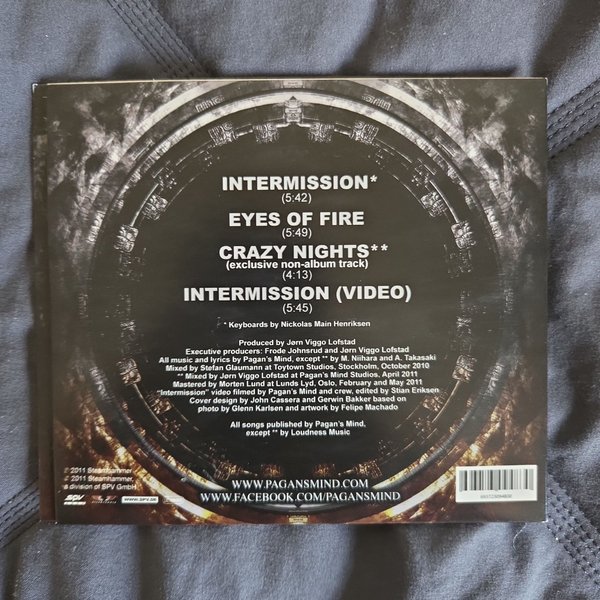 INTERMISSION*
(5:42)
EYES OF FIRE
(5:49)
CRAZY NIGHTS**
(exclusive non-album track)
(4:13)
INTERMISSION (VIDEO)
(5:45)
* Keyboards by Nickolas Main Henriksen
Produced by Jørn Viggo Lofstad
Executive producers: Frode Johnsrud and Jørn Viggo Lofstad
All music and lyrics by Pagan's Mind, except ** by M. Niihara and A. Takasaki
Mixed by Stefan Glaumann at Toytown Studios, Stockholm, October 2010
** Mixed by Jørn Viggo Lofstad at Pagan's Mind Studios, April 2011
Mastered by Morten Lund at Lunds Lyd, Oslo, February and May 2011
"Intermission" video filmed by Pagan's Mind and crew, edited by Stian Eriksen
Cover design by John Cassera and Gerwin Bakker based on
photo by Glenn Karlsen and artwork by Felipe Machado
All songs published by Pagan's Mind,
except ** by Loudness Music
℗ 2011 Steamhammer
© 2011 Steamhammer,
a division of SPV GmbH
SPV
WWW.SPV.DE
WWW.PAGANSMIND.COM
WWW.FACEBOOK.COM/PAGANSMIND